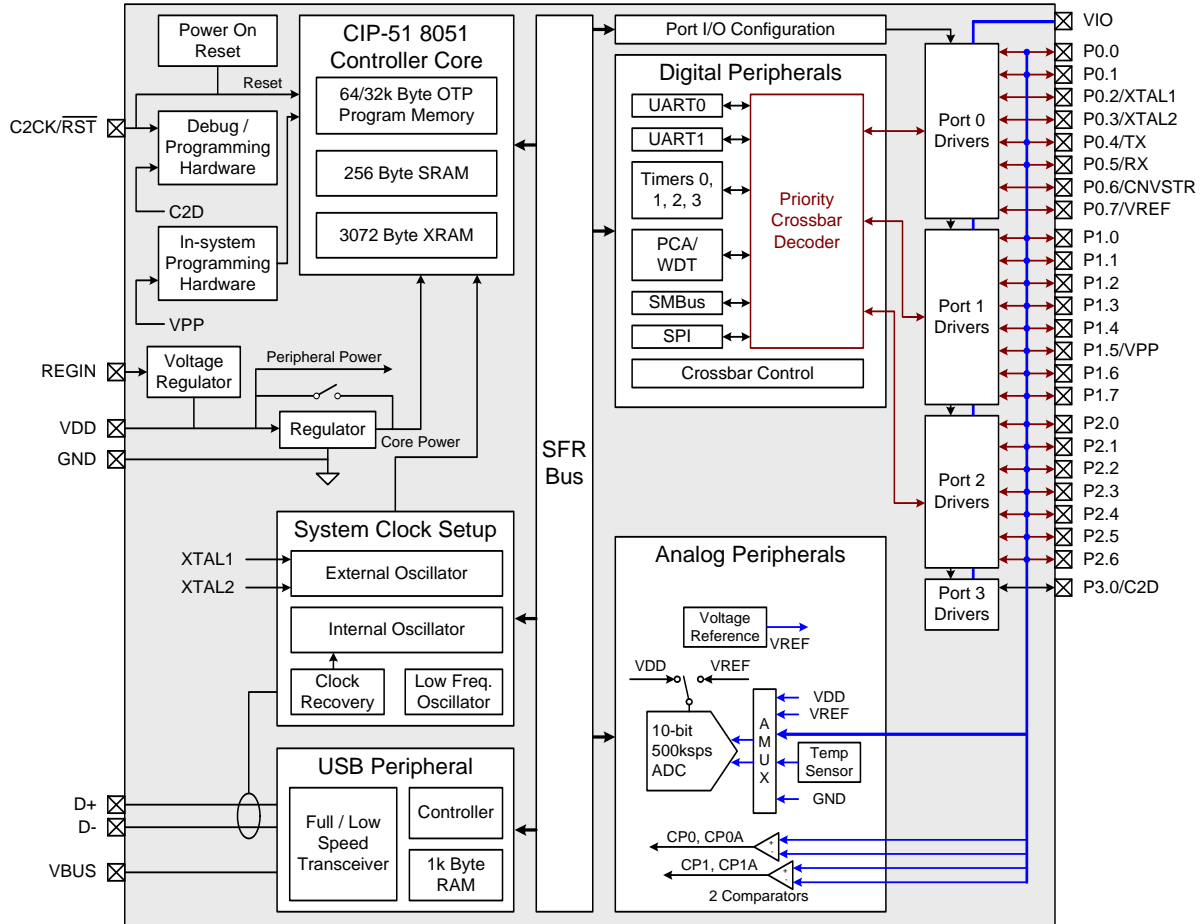 Power On
Reset
Reset
C2CK/RST
Debug /
Programming
Hardware
C2D
In-system
Programming
Hardware
VPP
CIP-51 8051
Controller Core
64/32k Byte OTP
Program Memory
256 Byte SRAM
3072 Byte XRAM
REGIN
Voltage
Regulator
Peripheral Power
VDD
Regulator
Core Power
GND
System Clock Setup
XTAL1
XTAL2
External Oscillator
Internal Oscillator
Clock
Recovery
Low Freq.
Oscillator
USB Peripheral
D+
D-
VBUS
Full / Low
Speed
Transceiver
Controller
1k Byte
RAM
SFR
Bus
Port I/O Configuration
Digital Peripherals
UART0
UART1
Timers 0,
1, 2, 3
PCA/
WDT
SMBus
SPI
Priority
Crossbar
Decoder
Crossbar Control
Port 0
Drivers
Port 1
Drivers
Port 2
Drivers
Port 3
Drivers
Analog Peripherals
Voltage
Reference
VREF
VDD
VREF
10-bit
500ksps
ADC
A
M
U
X
VDD
VREF
Temp
Sensor
GND
CP0, CP0A
+
-
CP1, CP1A
+
-
2 Comparators
VIO
P0.0
P0.1
P0.2/XTAL1
P0.3/XTAL2
P0.4/TX
P0.5/RX
P0.6/CNVSTR
P0.7/VREF
P1.0
P1.1
P1.2
P1.3
P1.4
P1.5/VPP
P1.6
P1.7
P2.0
P2.1
P2.2
P2.3
P2.4
P2.5
P2.6
P3.0/C2D